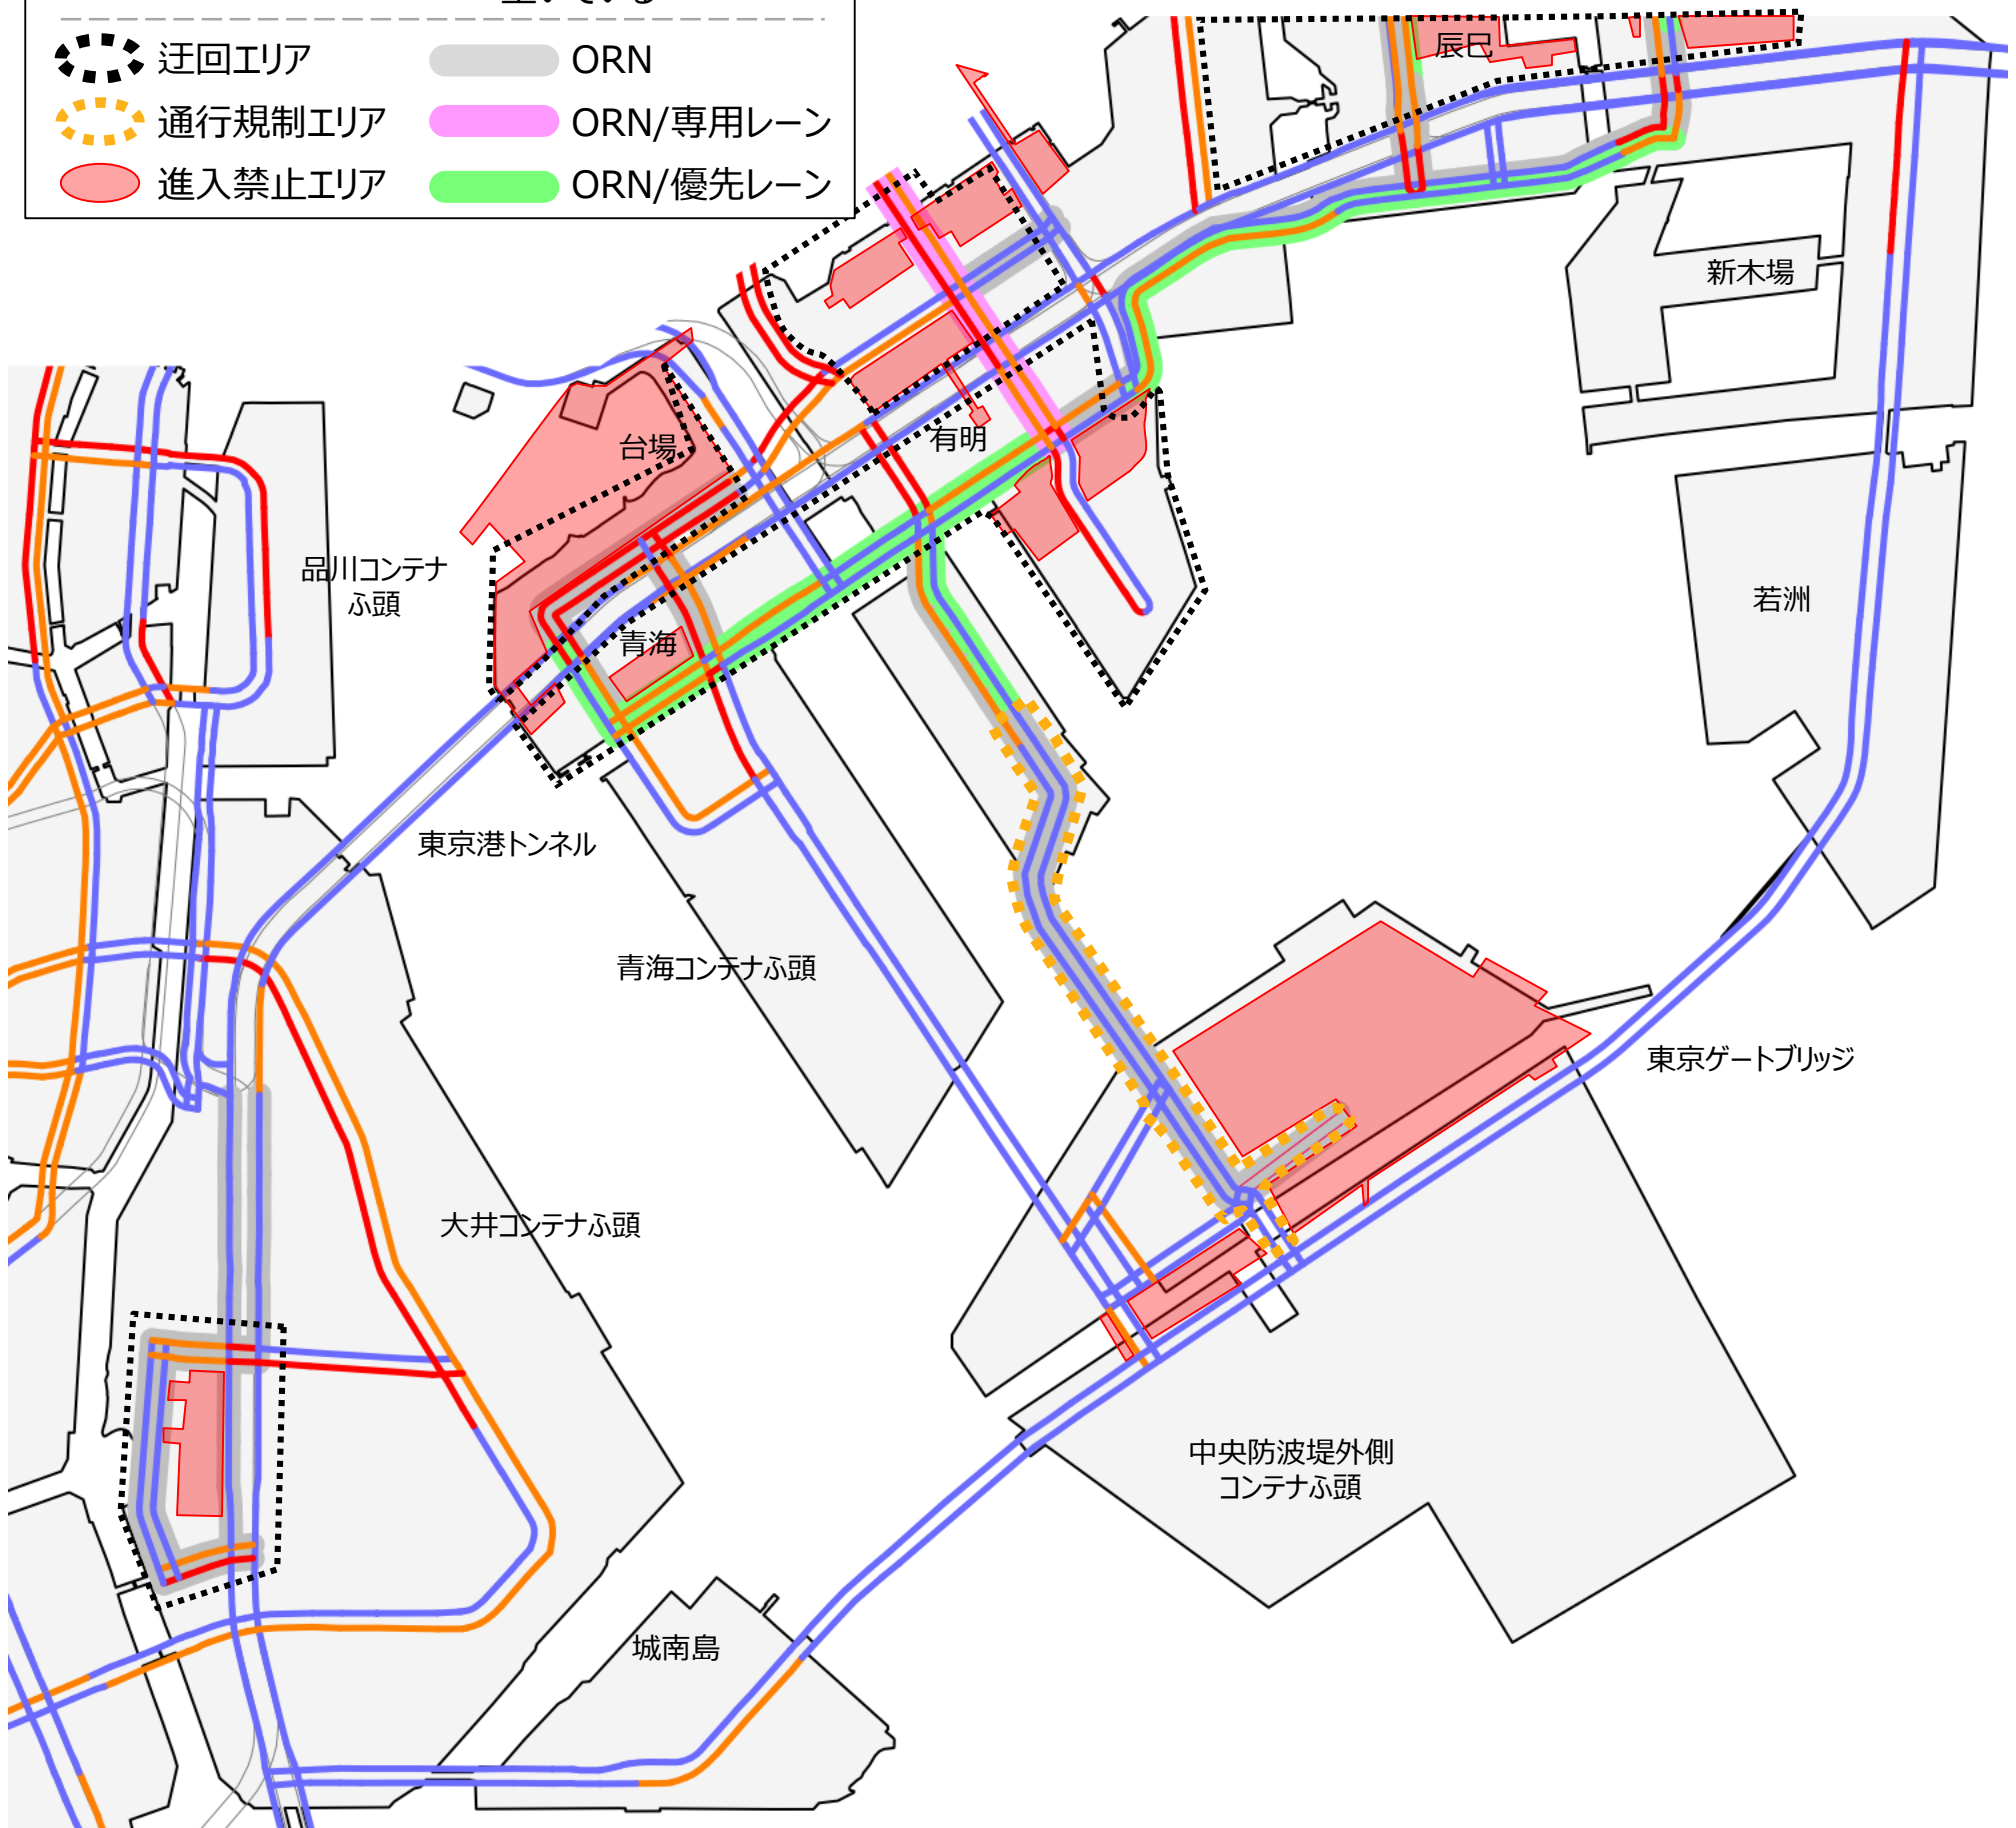 空いている
迂回エリア
ORN
通行規制エリア
ORN/専用レーン
進入禁止エリア
ORN/優先レーン
辰巳
新木場
台場
有明
品川コンテナ
ふ頭
若洲
青海
東京港トンネル
青海コンテナふ頭
東京ゲートブリッジ
大井コンテナふ頭
中央防波堤外側
コンテナふ頭
城南島